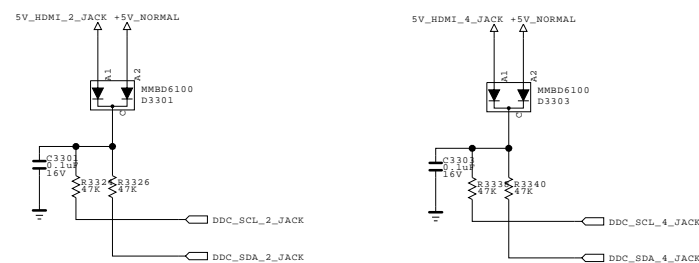 5V_HDMI_2_JACK +5V_NORMAL
A1
A2
MMBD6100
D3301
C
C3301
0.1uF
16V
R3326
47K
47K
DDC_SCL_2_JACK
DDC_SDA_2_JACK
5V_HDMI_4_JACK +5V_NORMAL
A1
A2
MMBD6100
D3303
C
C3303
0.1uF
16V
R3340
47K
47K
DDC_SCL_4_JACK
DDC_SDA_4_JACK